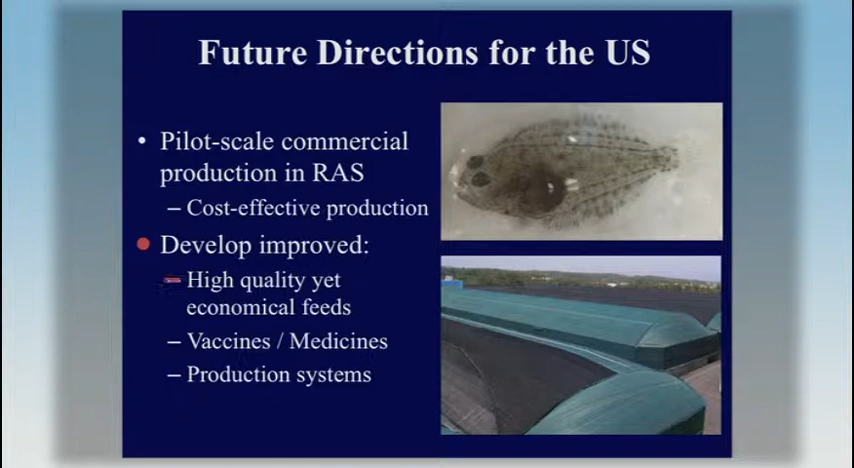 Future Directions for the US
• Pilot-scale commercial
production in RAS
– Cost-effective production
• Develop improved:
– High quality yet
economical feeds
– Vaccines / Medicines
– Production systems